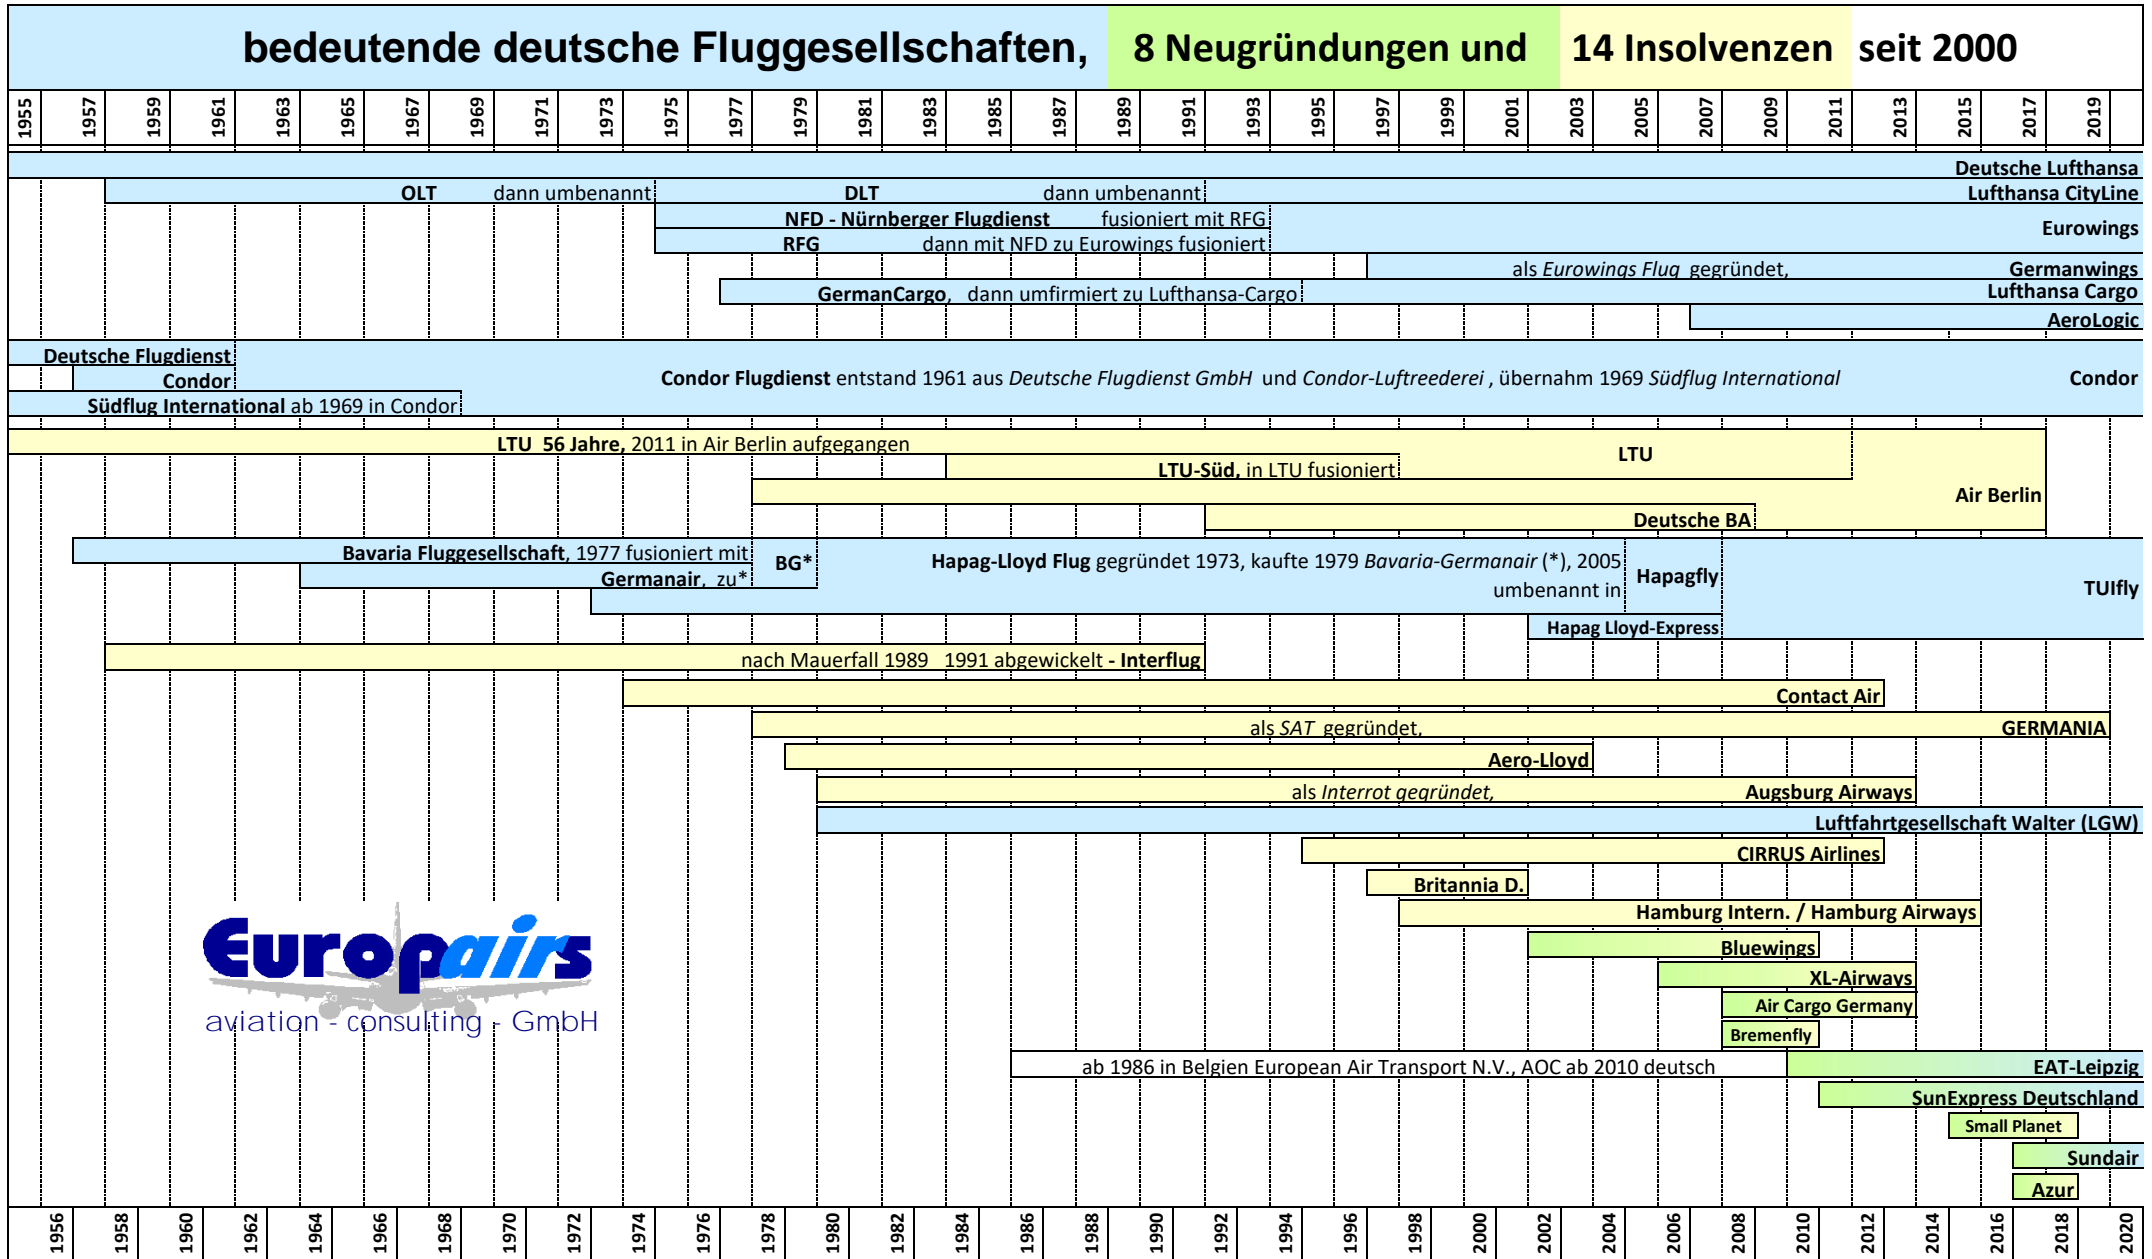 bedeutende deutsche Fluggesellschaften, 8 Neugründungen und 14 Insolvenzen seit 2000
1955 1957 1959 1961 1963 1965 1967 1969 1971 1973 1975 1977 1979 1981 1983 1985 1987 1989 1991 1993 1995 1997 1999 2001 2003 2005 2007 2009 2011 2013 2015 2017 2019
Deutsche Lufthansa
OLT dann umbenannt DLT dann umbenannt Lufthansa CityLine
NFD - Nürnberger Flugdienst fusioniert mit RFG
Eurowings
RFG dann mit NFD zu Eurowings fusioniert
als Eurowings Flug gegründet, Germanwings
GermanCargo, dann umfirmiert zu Lufthansa-Cargo Lufthansa Cargo
AeroLogic
Deutsche Flugdienst
Condor Condor Flugdienst entstand 1961 aus Deutsche Flugdienst GmbH und Condor-Luftreederei , übernahm 1969 Südflug International Condor
Südflug International ab 1969 in Condor
LTU 56 Jahre, 2011 in Air Berlin aufgegangen
LTU
LTU-Süd, in LTU fusioniert
Air Berlin
Deutsche BA
Bavaria Fluggesellschaft, 1977 fusioniert mit
BG* Hapag-Lloyd Flug gegründet 1973, kaufte 1979 Bavaria-Germanair (*), 2005
Germanair, zu* Hapagfly
umbenannt in TUIfly
Hapag Lloyd-Express
nach Mauerfall 1989 1991 abgewickelt - Interflug
Contact Air
als SAT gegründet, GERMANIA
Aero-Lloyd
als Interrot gegründet, Augsburg Airways
Luftfahrtgesellschaft Walter (LGW)
CIRRUS Airlines
Britannia D.
Hamburg Intern. / Hamburg Airways
Europairs
Bluewings
XL-Airways
Air Cargo Germany
aviation - consulting - GmbH
Bremenfly
ab 1986 in Belgien European Air Transport N.V., AOC ab 2010 deutsch EAT-Leipzig
SunExpress Deutschland
Small Planet
Sundair
Azur
1956 1958 1960 1962 1964 1966 1968 1970 1972 1974 1976 1978 1980 1982 1984 1986 1988 1990 1992 1994 1996 1998 2000 2002 2004 2006 2008 2010 2012 2014 2016 2018 2020